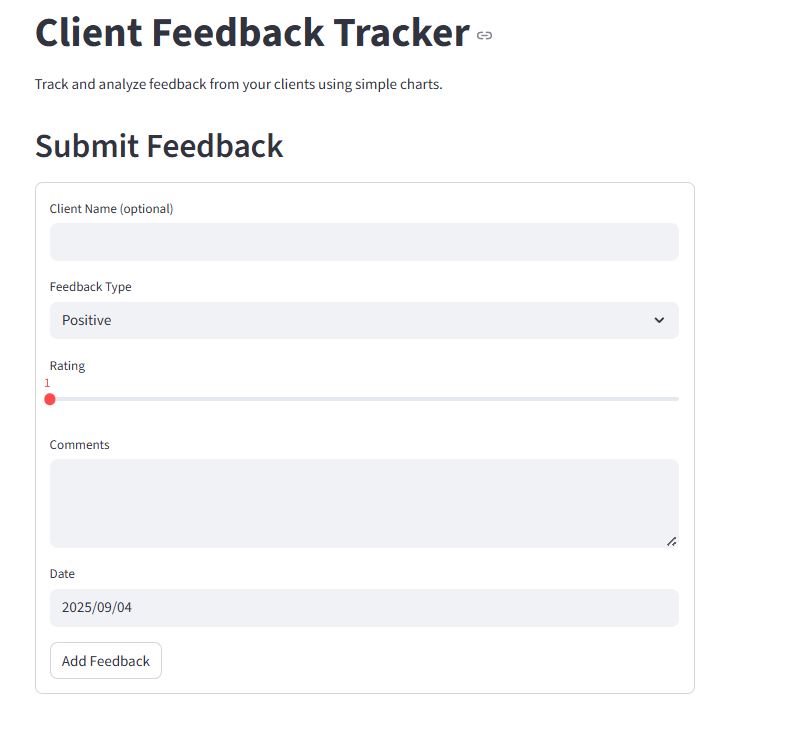 Client Feedback Tracker
Track and analyze feedback from your clients using simple charts.
Submit Feedback
Client Name (optional)
Feedback Type
Positive
Rating
1
Comments
Date
2025/09/04
Add Feedback